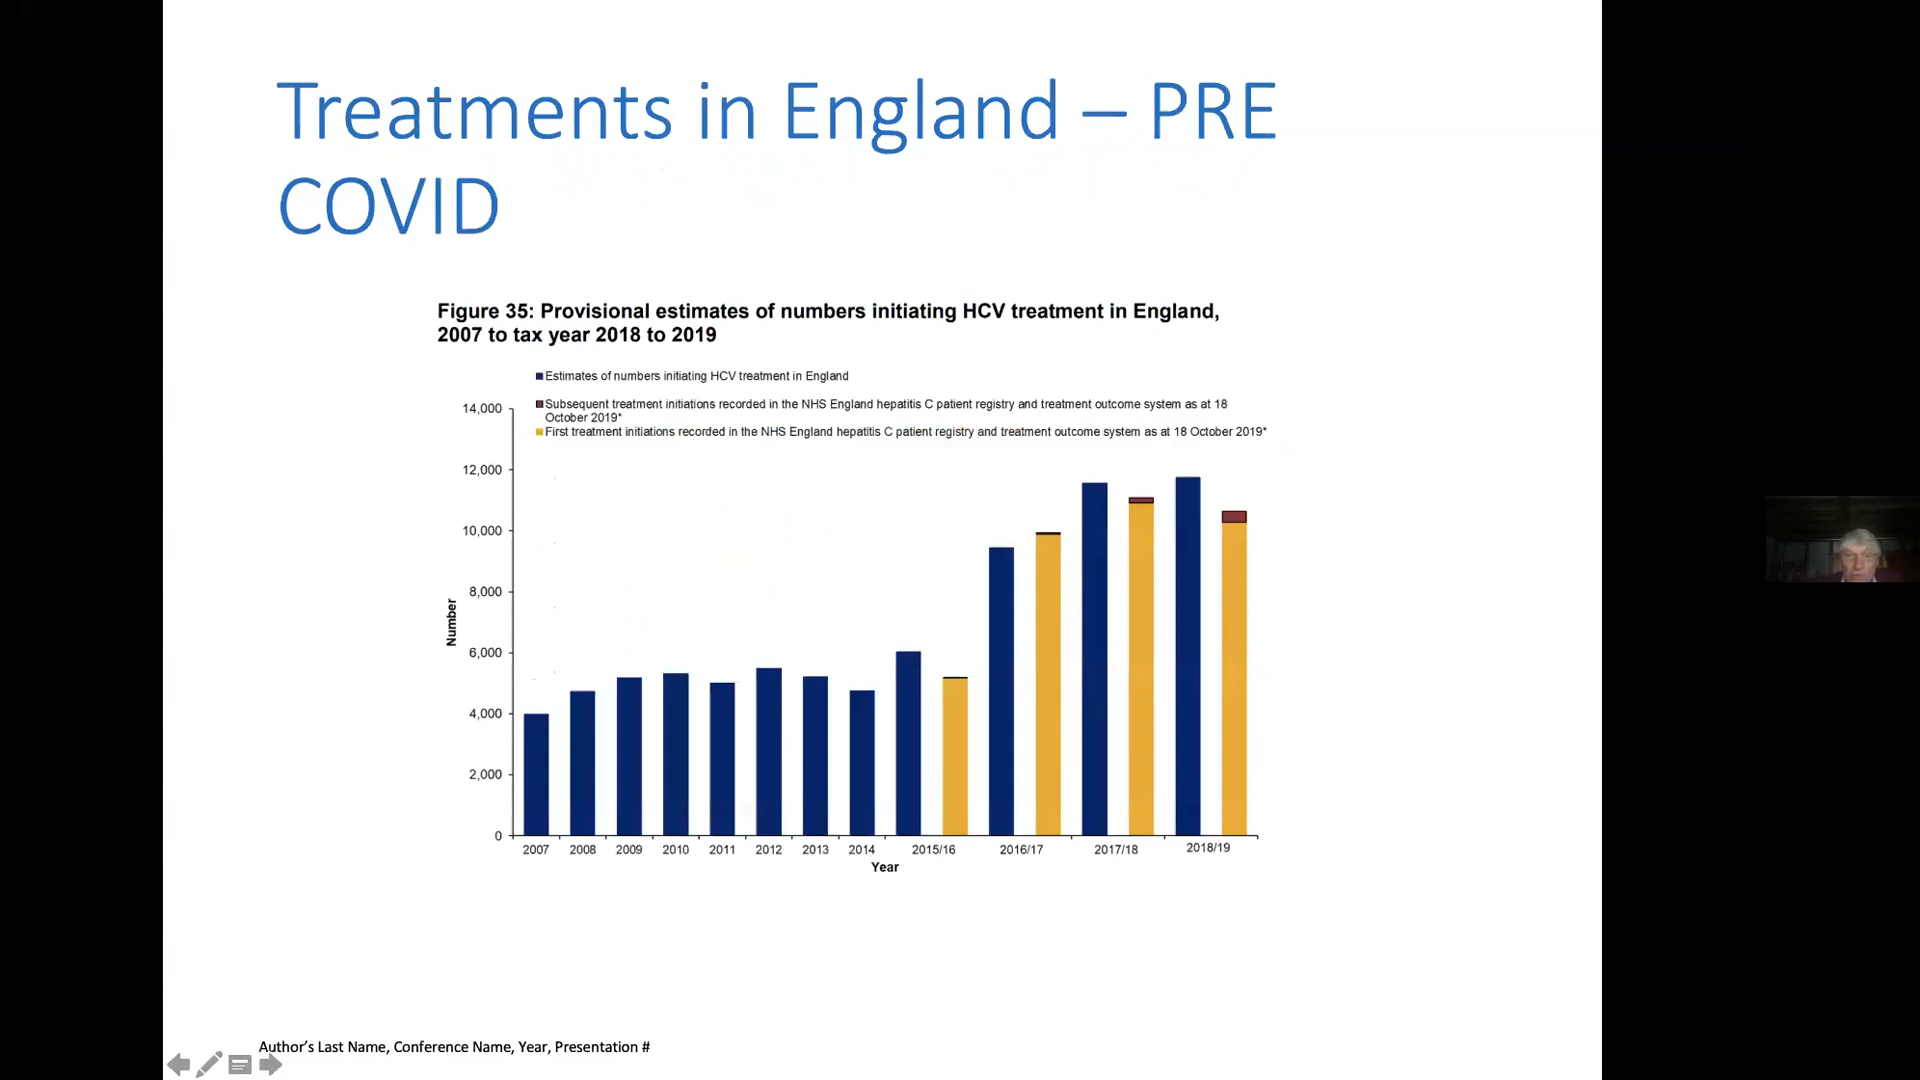 Treatments in England – PRE
COVID
Figure 35: Provisional estimates of numbers initiating HCV treatment in England,
2007 to tax year 2018 to 2019
Estimates of numbers initiating HCV treatment in England
Subsequent treatment initiations recorded in the NHS England hepatitis C patient registry and treatment outcome system as at 18
October 2019*
First treatment initiations recorded in the NHS England hepatitis C patient registry and treatment outcome system as at 18 October 2019*
14,000
12,000
10,000
8,000
6,000
4,000
2,000
0
Number
2007 2008 2009 2010 2011 2012 2013 2014 2015/16 2016/17 2017/18 2018/19
Year
Author's Last Name, Conference Name, Year, Presentation #